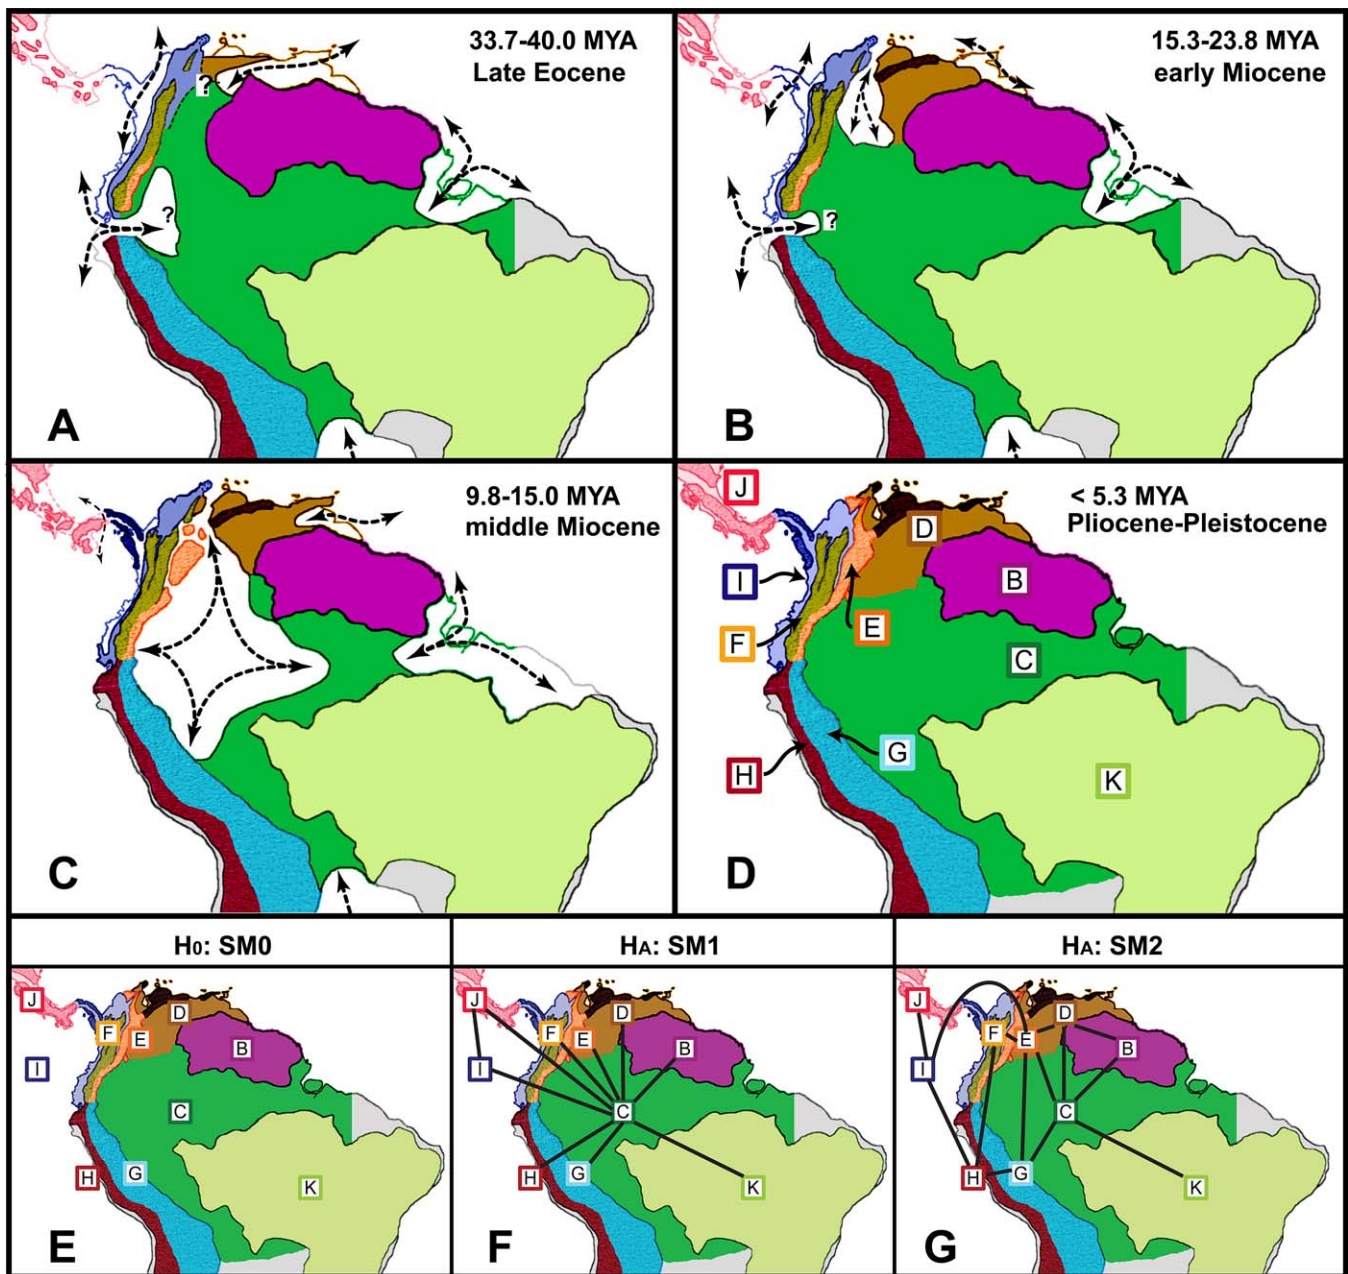 33.7-40.0 MYA
Late Eocene
?
?
A
15.3-23.8 MYA
early Miocene
?
B
9.8-15.0 MYA
middle Miocene
C
< 5.3 MYA
Pliocene-Pleistocene
J
D
I
B
F
E
C
G
H
K
D
H0: SM0
J
D
F
E
B
I
C
H
G
K
E
HA: SM1
J
D
F
E
B
I
C
H
G
K
F
HA: SM2
J
D
F
E
B
I
C
H
G
K
G